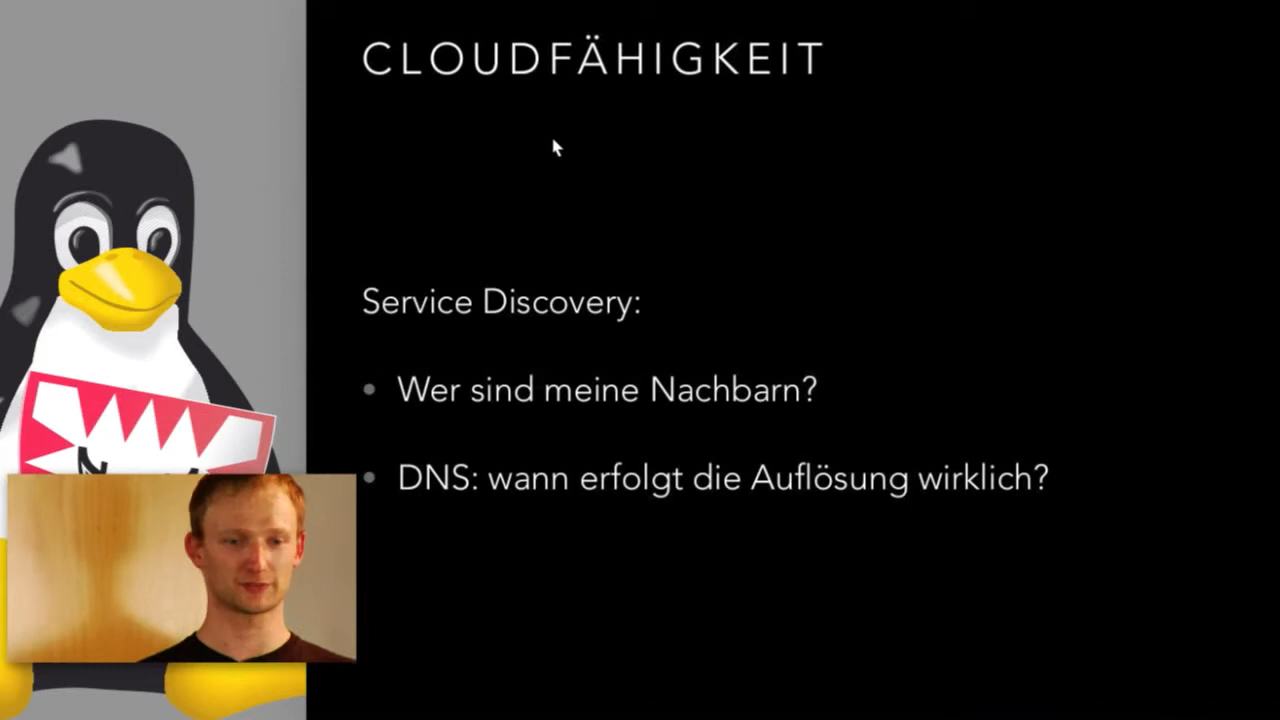 CLOUDFÄHIGKEIT
Service Discovery:
• Wer sind meine Nachbarn?
• DNS: wann erfolgt die Auflösung wirklich?